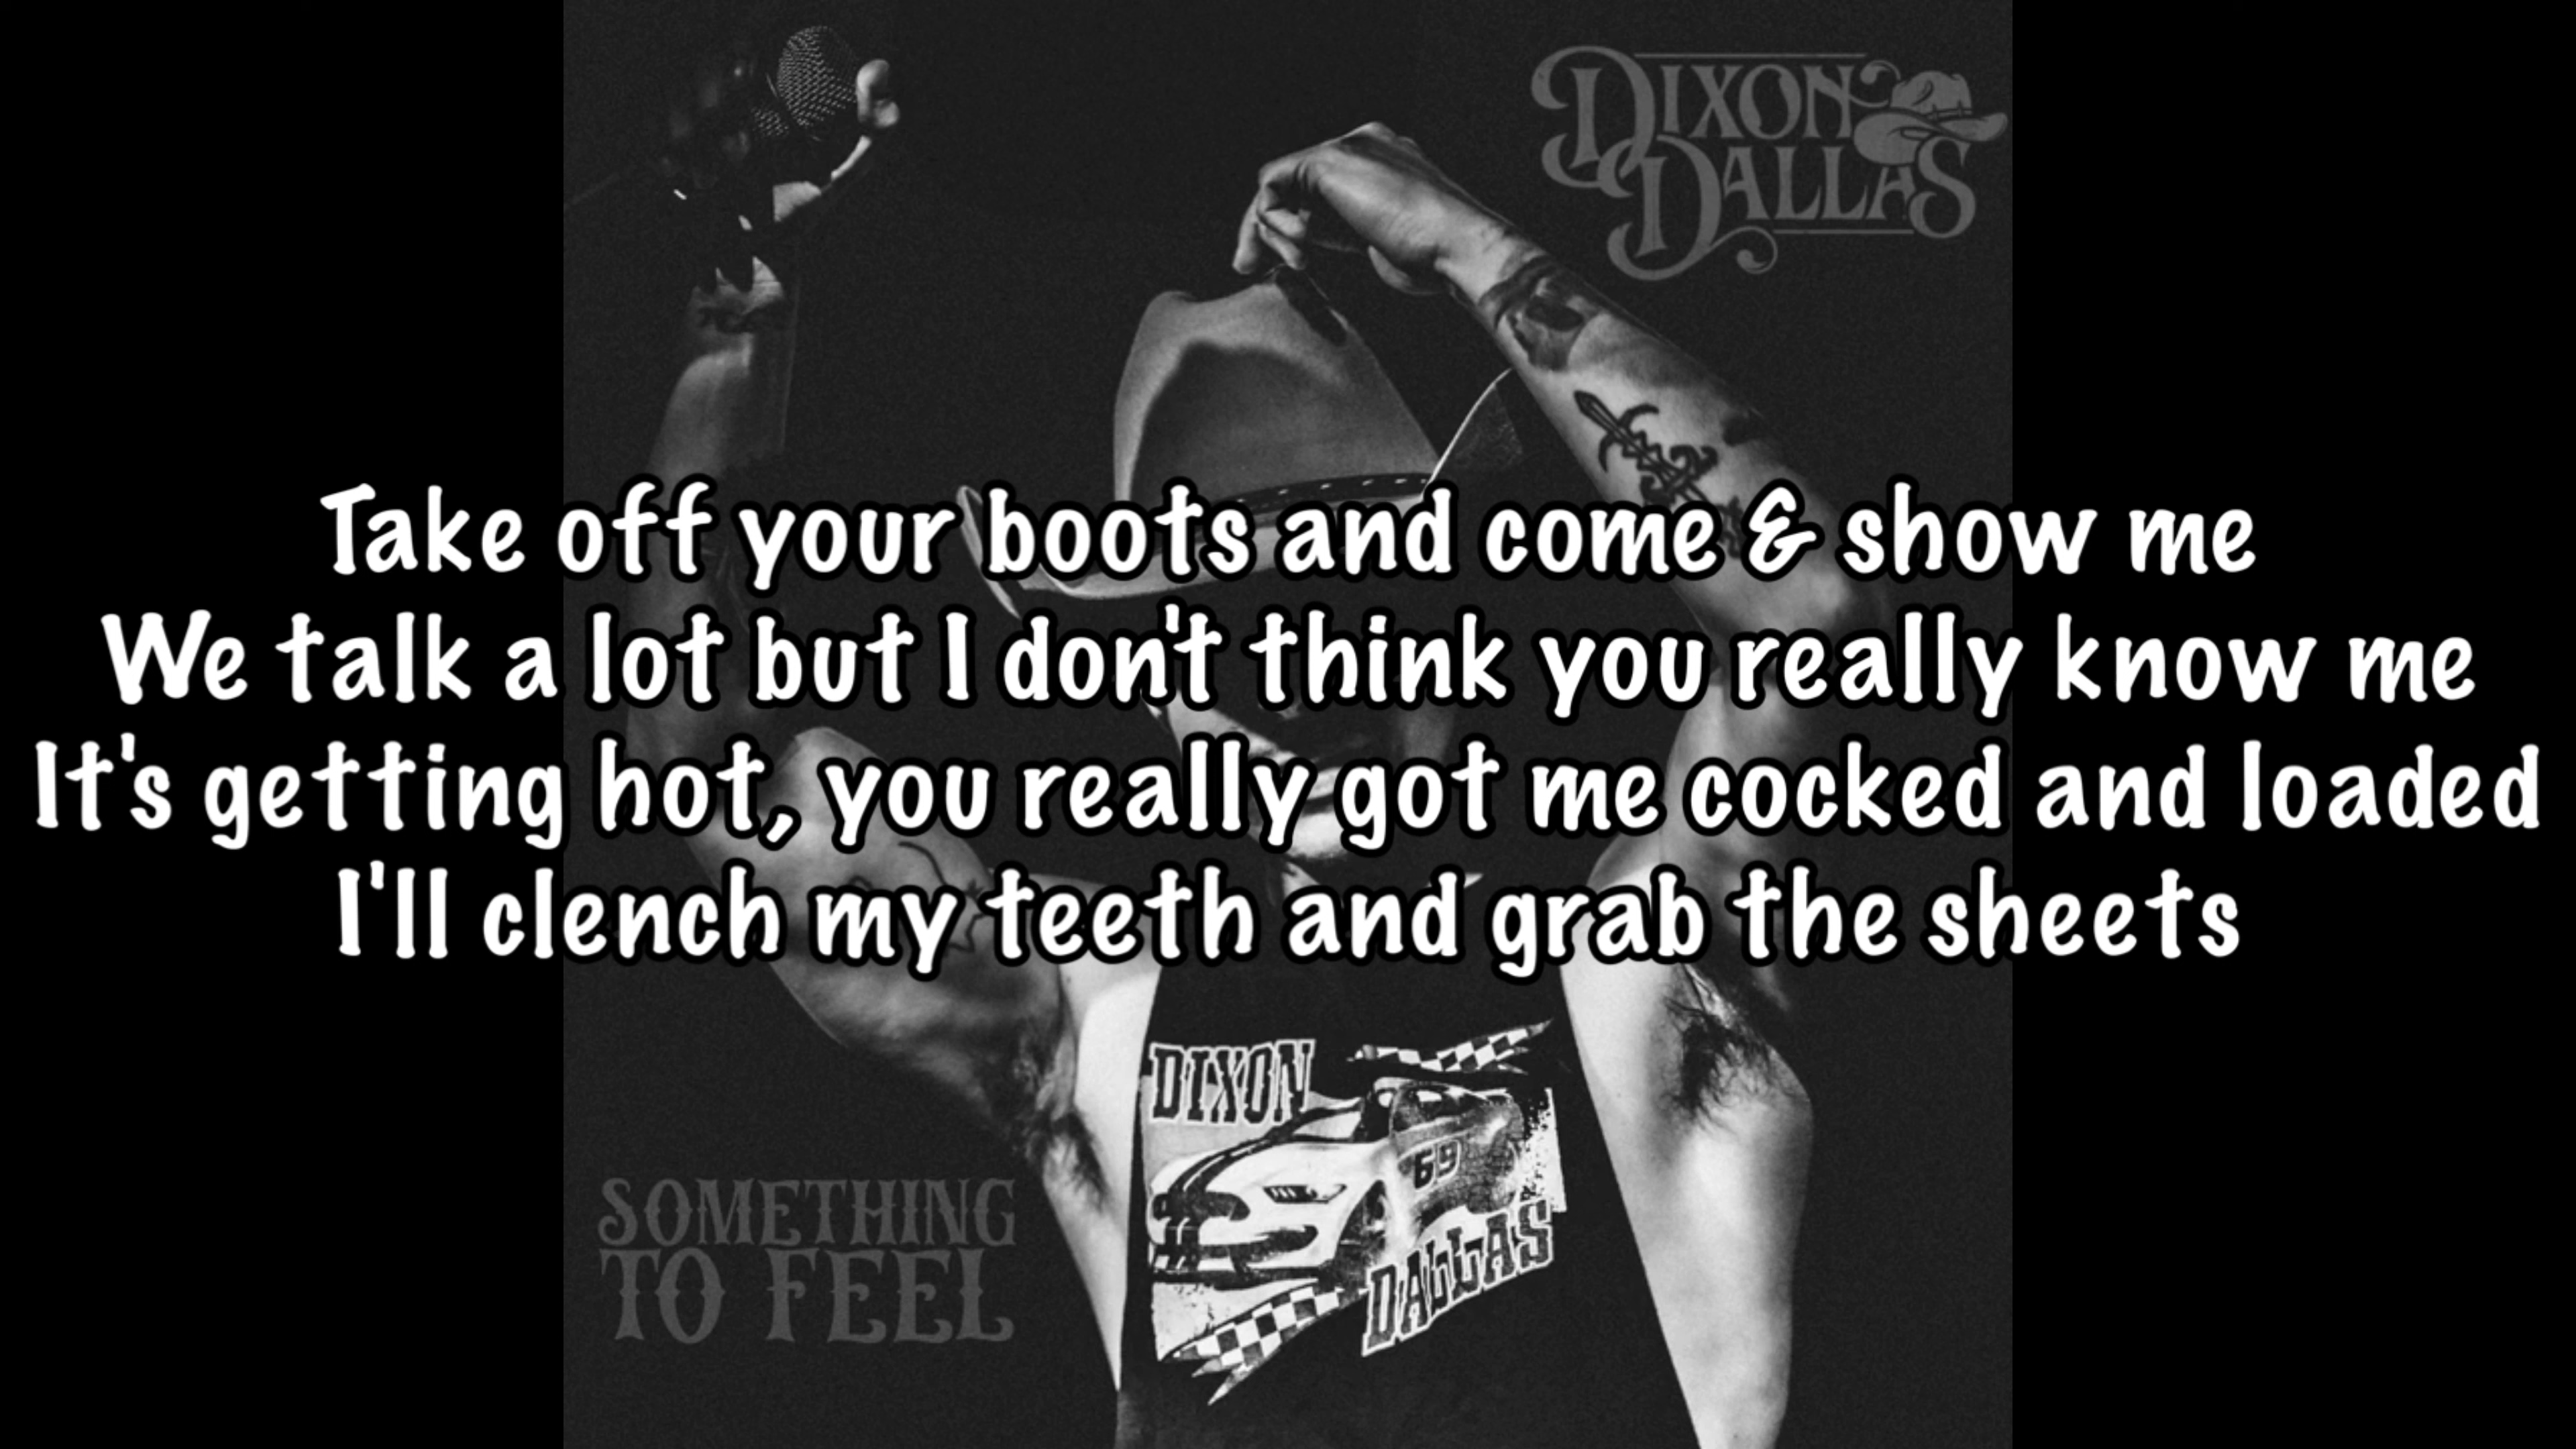 DIXON
DALLAS
Take off your boots and come & show me
We talk a lot but I don't think you really know me
It's getting hot, you really got me cocked and loaded
I'll clench my teeth and grab the sheets
DIXON
69
DALLAS
SOMETHING
TO FEEL